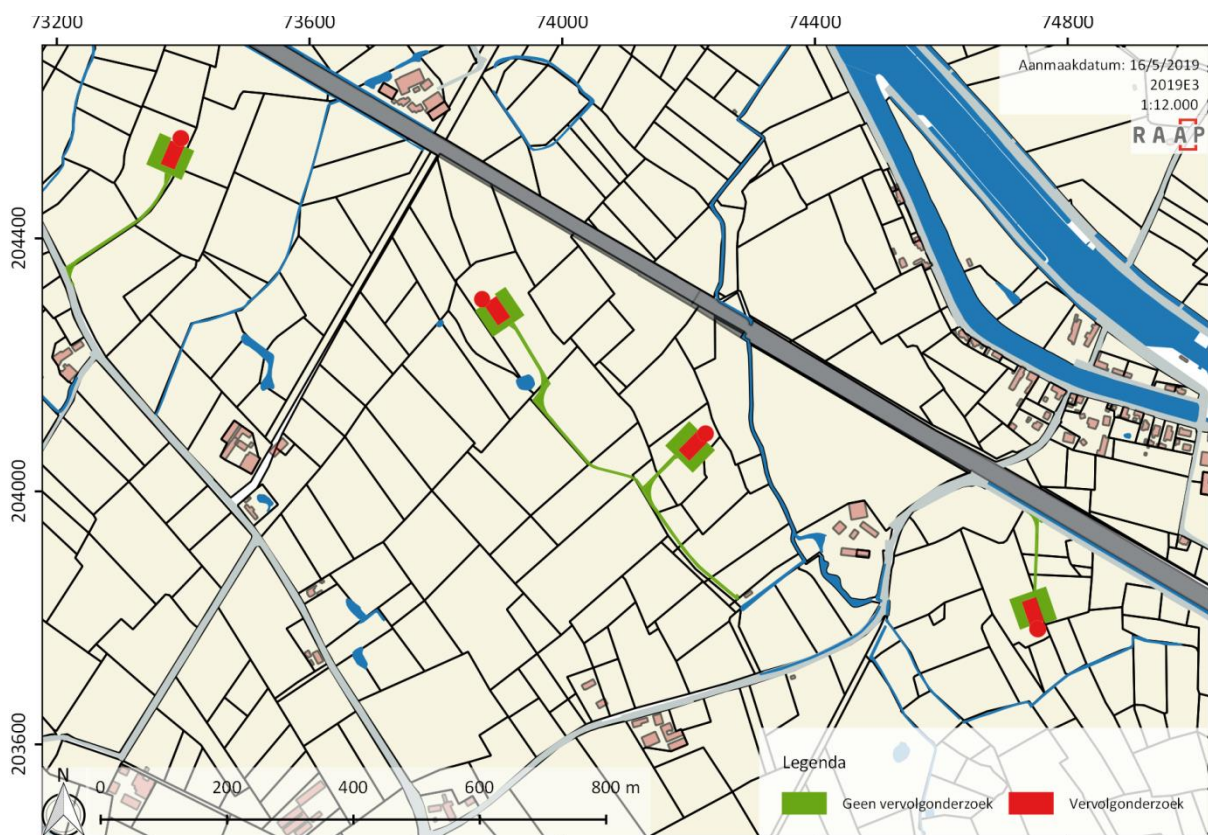 73200 73600 74000 74400 74800
Aanmaakdatum: 16/5/2019
2019E3
1:12.000
RAAP
204400
204000
203600
N
0 200 400 600 800 m
Legenda
Geen vervolgonderzoek Vervolgonderzoek